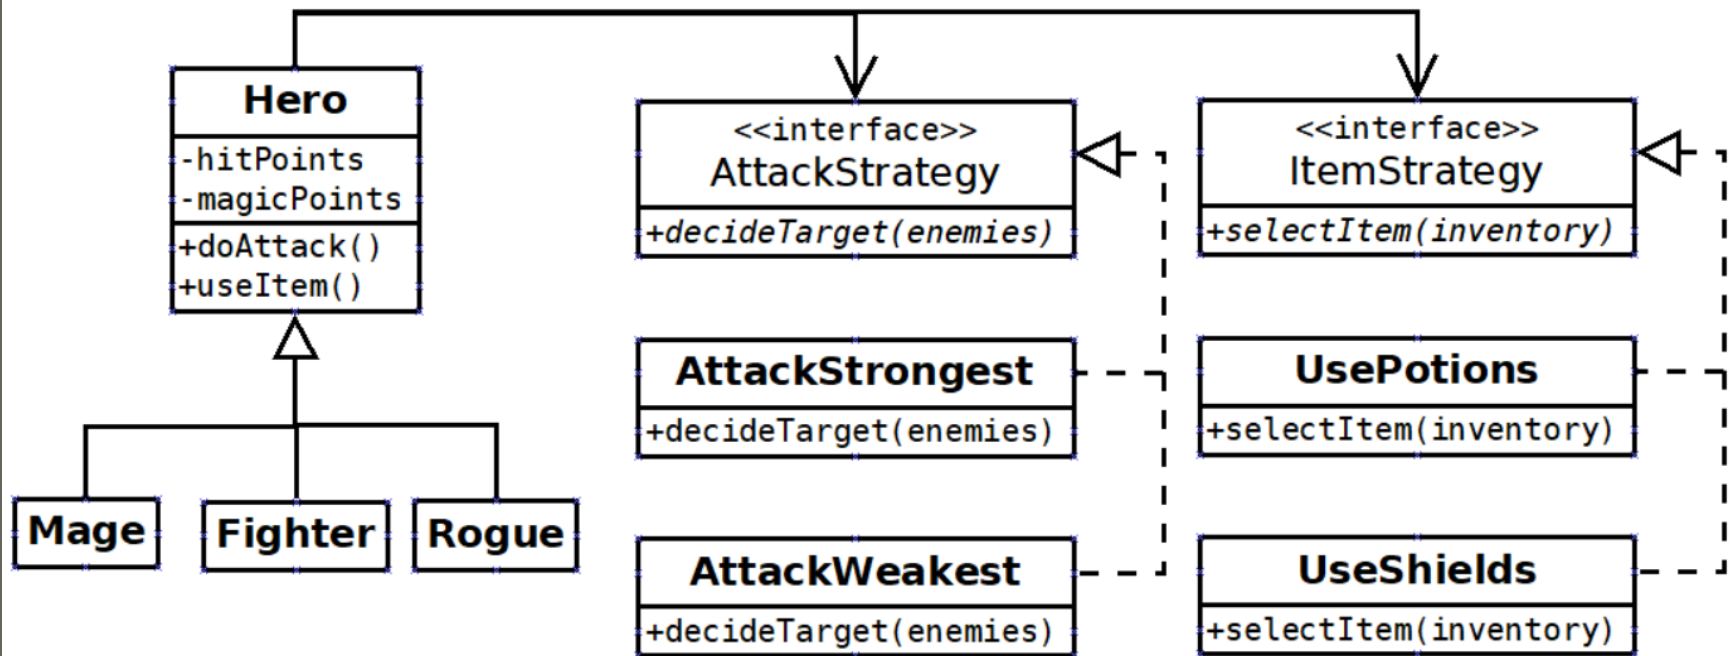 Hero
-hitPoints
-magicPoints
+doAttack()
+useItem()
Mage
Fighter
Rogue
<<interface>>
AttackStrategy
+decideTarget(enemies)
AttackStrongest
+decideTarget(enemies)
AttackWeakest
+decideTarget(enemies)
<<interface>>
ItemStrategy
+selectItem(inventory)
UsePotions
+selectItem(inventory)
UseShields
+selectItem(inventory)